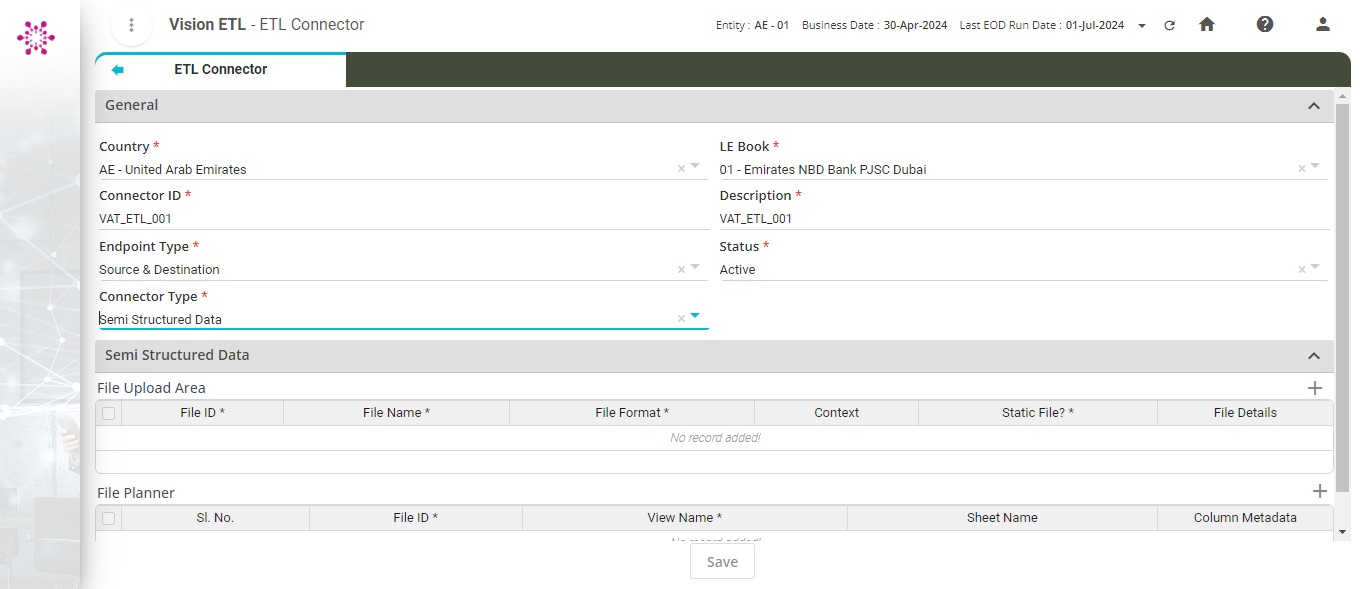 Vision ETL - ETL Connector
Entity : AE - 01 Business Date : 30-Apr-2024 Last EOD Run Date : 01-Jul-2024
ETL Connector
General
Country *
AE - United Arab Emirates
LE Book *
01 - Emirates NBD Bank PJSC Dubai
Connector ID *
VAT_ETL_001
Description *
VAT_ETL_001
Endpoint Type *
Source & Destination
Status *
Active
Connector Type *
Semi Structured Data
Semi Structured Data
File Upload Area
File ID * File Name * File Format * Context Static File? * File Details
No record added!
File Planner
Sl. No. File ID * View Name * Sheet Name Column Metadata
No record added!
Save